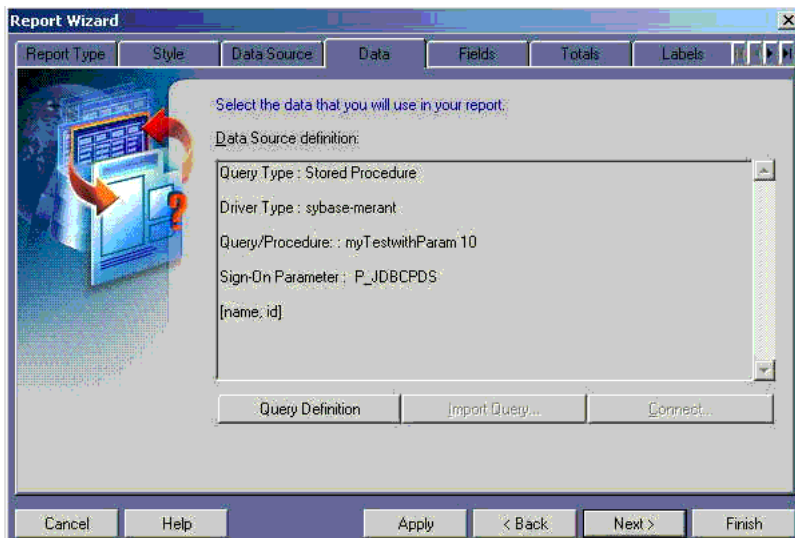 Report Wizard
Report Type Style Data Source Data Fields Totals Labels
Select the data that you will use in your report.
Data Source definition:
Query Type : Stored Procedure
Driver Type : sybase-merant
Query/Procedure: : myTestwithParam 10
Sign-On Parameter : P_JDBCPDS
[name, id]
Query Definition Import Query... Connect...
Cancel Help Apply < Back Next > Finish